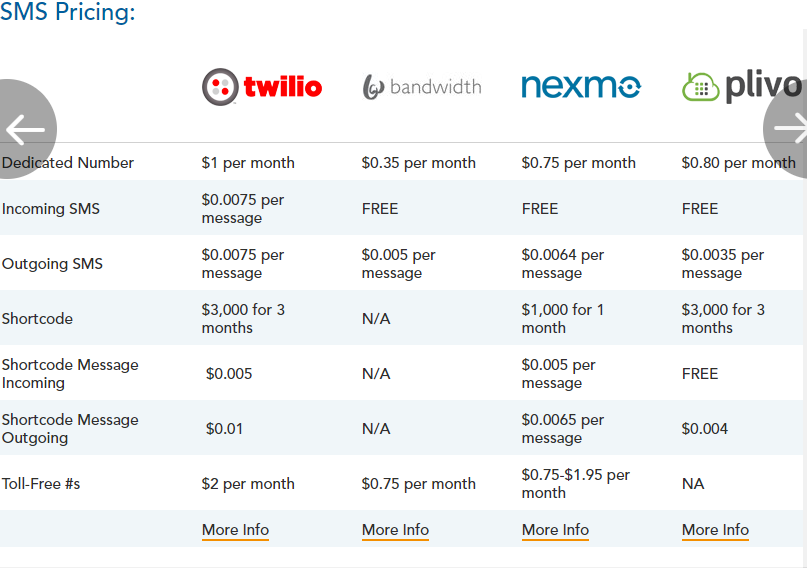 SMS Pricing:
twilio bandwidth nexmo plivo
Dedicated Number $1 per month $0.35 per month $0.75 per month $0.80 per month
Incoming SMS $0.0075 per message FREE FREE FREE
Outgoing SMS $0.0075 per message $0.005 per message $0.0064 per message $0.0035 per message
Shortcode $3,000 for 3 months N/A $1,000 for 1 month $3,000 for 3 months
Shortcode Message Incoming $0.005 N/A $0.005 per message FREE
Shortcode Message Outgoing $0.01 N/A $0.0065 per message $0.004
Toll-Free #s $2 per month $0.75 per month $0.75-$1.95 per month NA
More Info More Info More Info More Info